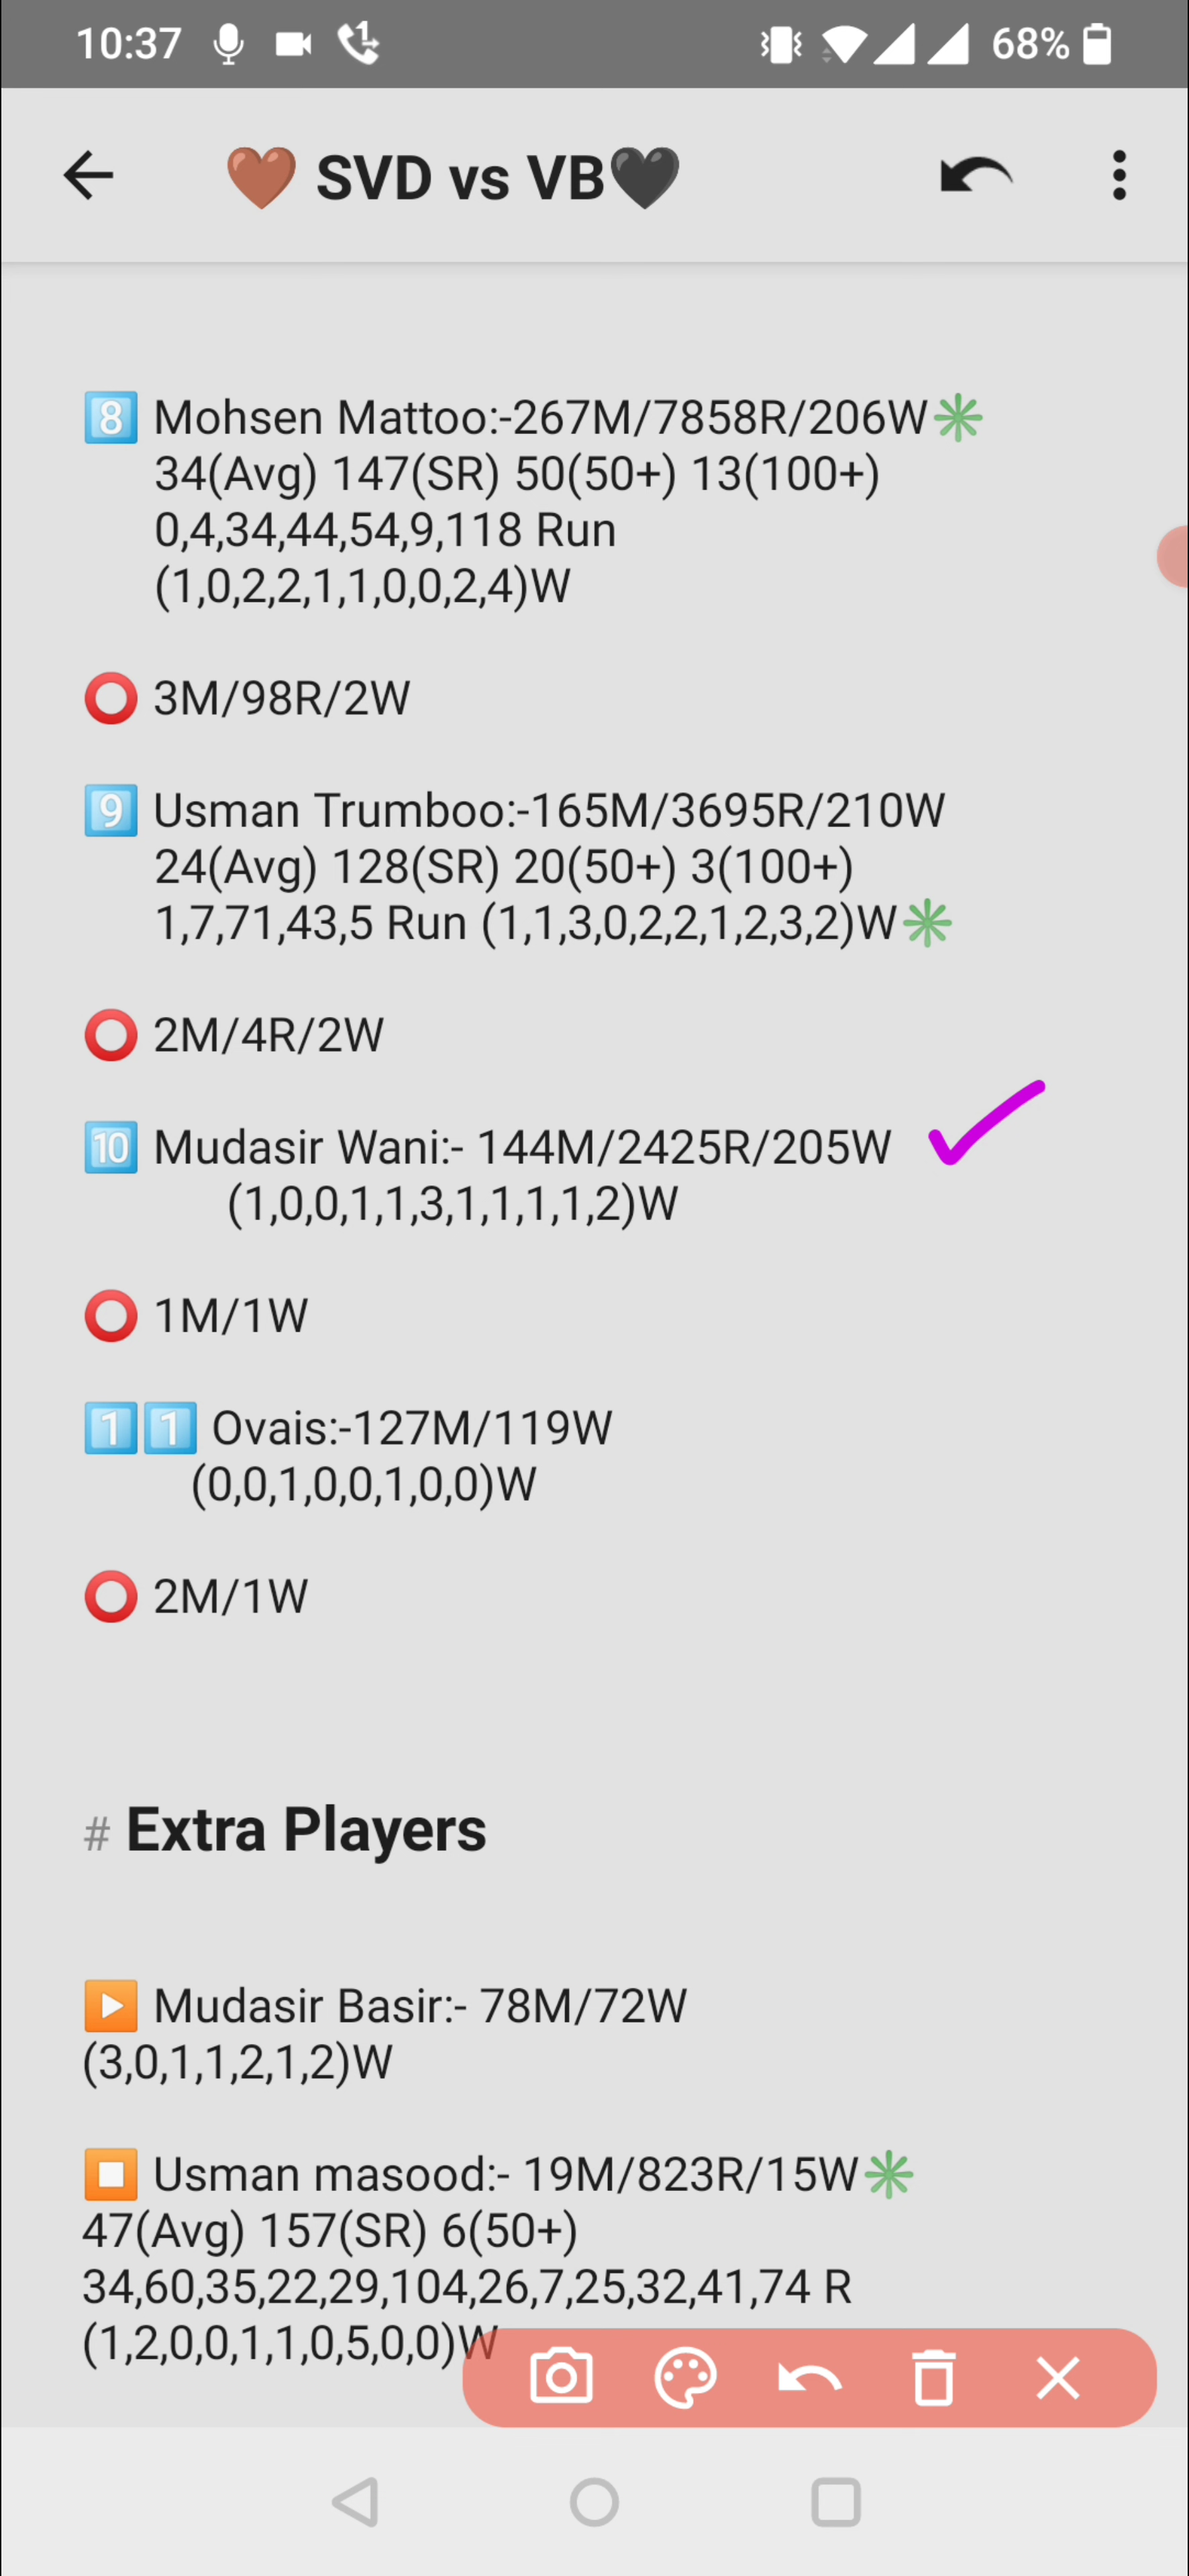 10:37 68%
🤎 SVD vs VB🖤
8️⃣ Mohsen Mattoo:-267M/7858R/206W✳
34(Avg) 147(SR) 50(50+) 13(100+)
0,4,34,44,54,9,118 Run
(1,0,2,2,1,1,0,0,2,4)W
⭕ 3M/98R/2W
9️⃣ Usman Trumboo:-165M/3695R/210W
24(Avg) 128(SR) 20(50+) 3(100+)
1,7,71,43,5 Run (1,1,3,0,2,2,1,2,3,2)W✳
⭕ 2M/4R/2W
🔟 Mudasir Wani:- 144M/2425R/205W
(1,0,0,1,1,3,1,1,1,1,2)W
⭕ 1M/1W
1️⃣1️⃣ Ovais:-127M/119W
(0,0,1,0,0,1,0,0)W
⭕ 2M/1W
# Extra Players
▶️ Mudasir Basir:- 78M/72W
(3,0,1,1,2,1,2)W
⏹️ Usman masood:- 19M/823R/15W✳
47(Avg) 157(SR) 6(50+)
34,60,35,22,29,104,26,7,25,32,41,74 R
(1,2,0,0,1,1,0,5,0,0)W